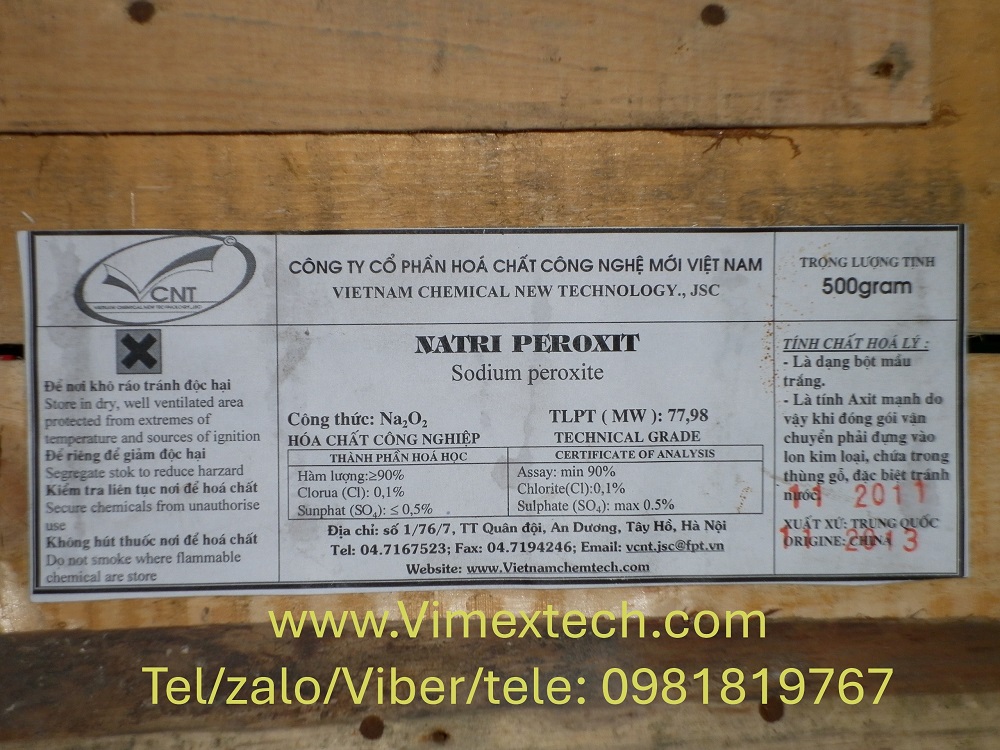 VCNT
CÔNG TY CỔ PHẦN HOÁ CHẤT CÔNG NGHỆ MỚI VIỆT NAM
VIETNAM CHEMICAL NEW TECHNOLOGY., JSC
TRỌNG LƯỢNG TỊNH
500gram
Để nơi khô ráo tránh độc hại
Store in dry, well ventilated area
protected from extremes of
temperature and sources of ignition
Để riêng để giảm độc hại
Segregate stok to reduce harzard
Kiểm tra liên tục nơi để hoá chất
Secure chemicals from unauthorise
use
Không hút thuốc nơi để hoá chất
Do not smoke where flammable
chemical are store
NATRI PEROXIT
Sodium peroxite
Công thức: Na₂O₂ TLPT ( MW ): 77,98
HÓA CHẤT CÔNG NGHIỆP TECHNICAL GRADE
THÀNH PHẦN HOÁ HỌC
Hàm lượng:≥90%
Clorua (Cl): 0,1%
Sunphat (SO₄): ≤ 0,5%
CERTIFICATE OF ANALYSIS
Assay: min 90%
Chlorite(Cl):0,1%
Sulphate (SO₄): max 0.5%
Địa chỉ: số 1/76/7, TT Quân đội, An Dương, Tây Hồ, Hà Nội
Tel: 04.7167523; Fax: 04.7194246; Email: vcnt.jsc@fpt.vn
Website: www.Vietnamchemtech.com
TÍNH CHẤT HOÁ LÝ :
- Là dạng bột mầu
trắng.
- Là tính Axit mạnh do
vậy khi đóng gói vận
chuyển phải đựng vào
lon kim loại, chứa trong
thùng gỗ, đặc biệt tránh
nước
11 2011
XUẤT XỨ: TRUNG QUỐC
ORIGINE: CHINA
11 2013
www.Vimextech.com
Tel/zalo/Viber/tele: 0981819767